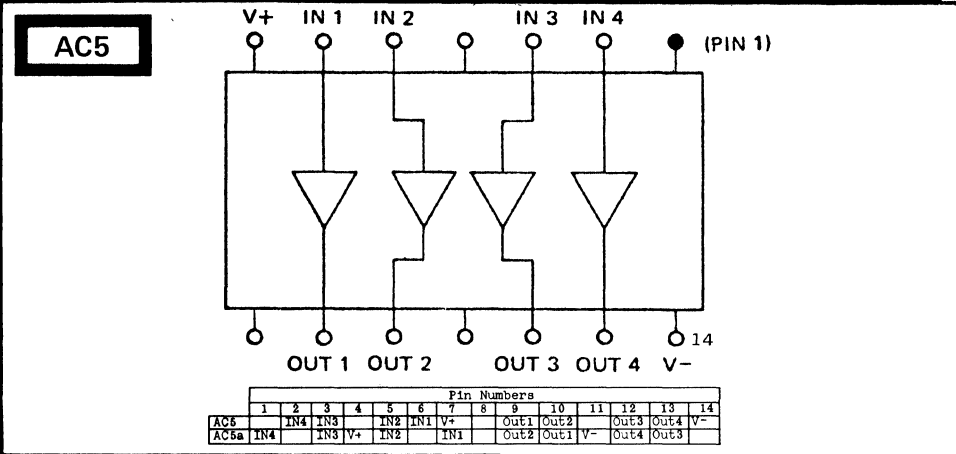 V+ IN 1 IN 2 IN 3 IN 4
AC5
(PIN 1)
14
OUT 1 OUT 2 OUT 3 OUT 4 V-
Pin Numbers
1 2 3 4 5 6 7 8 9 10 11 12 13 14
AC5 IN4 IN3 IN2 IN1 V+ Out1 Out2 Out3 Out4 V-
AC5a IN4 IN3 V+ IN2 IN1 Out2 Out1 V- Out4 Out3